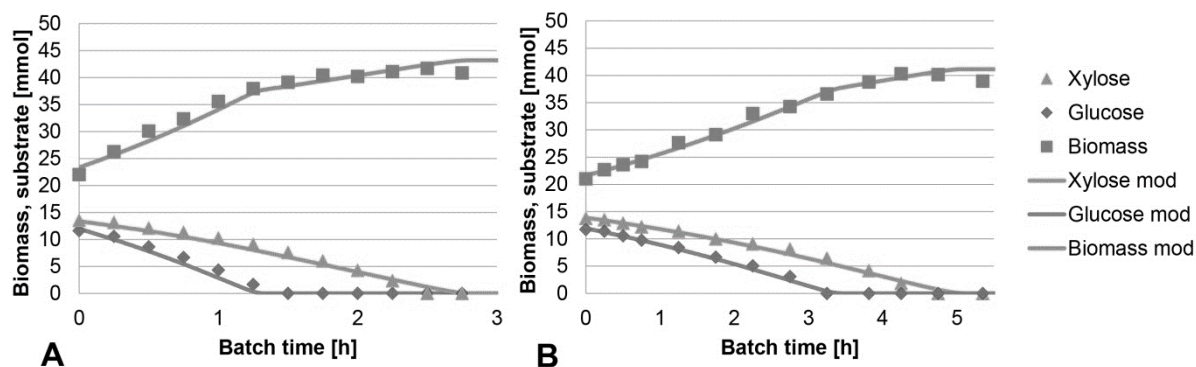 50
45
40
35
30
25
20
15
10
5
0
Biomass, substrate [mmol]
0 1 2 3
Batch time [h]
A
50
45
40
35
30
25
20
15
10
5
0
Biomass, substrate [mmol]
0 1 2 3 4 5
Batch time [h]
B
Xylose
Glucose
Biomass
Xylose mod
Glucose mod
Biomass mod